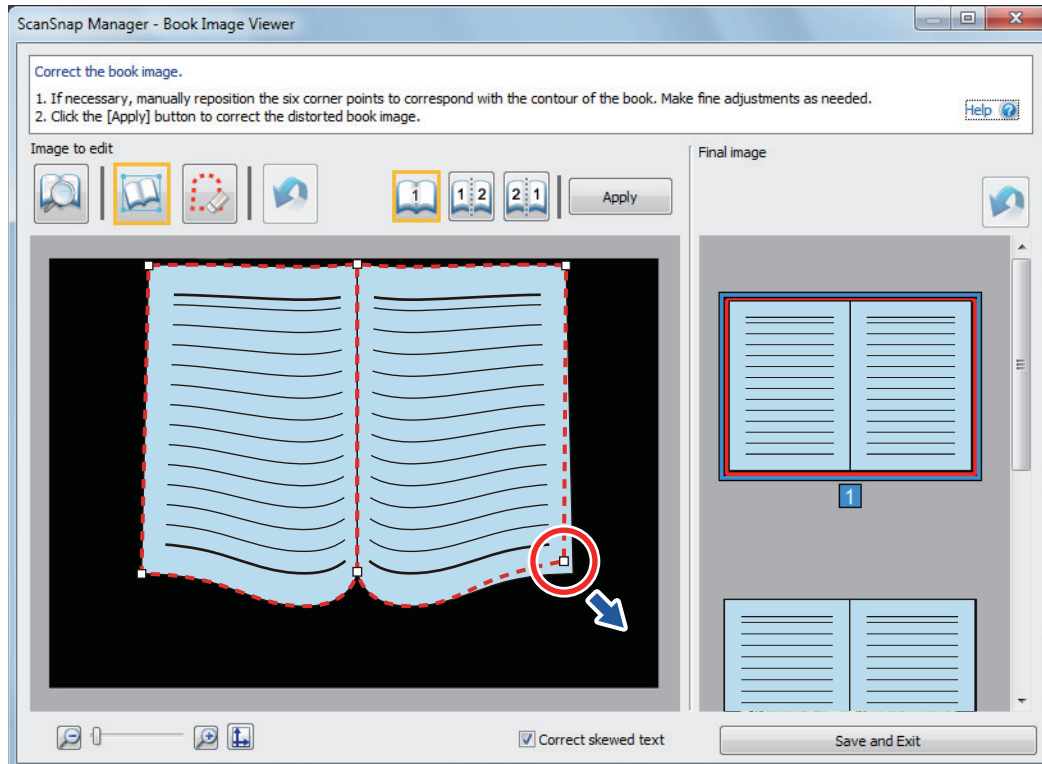 ScanSnap Manager - Book Image Viewer
Correct the book image.
1. If necessary, manually reposition the six corner points to correspond with the contour of the book. Make fine adjustments as needed.
2. Click the [Apply] button to correct the distorted book image.
Help ?
Image to edit
Final image
1
1 2
2 1
Apply
1
Correct skewed text
Save and Exit